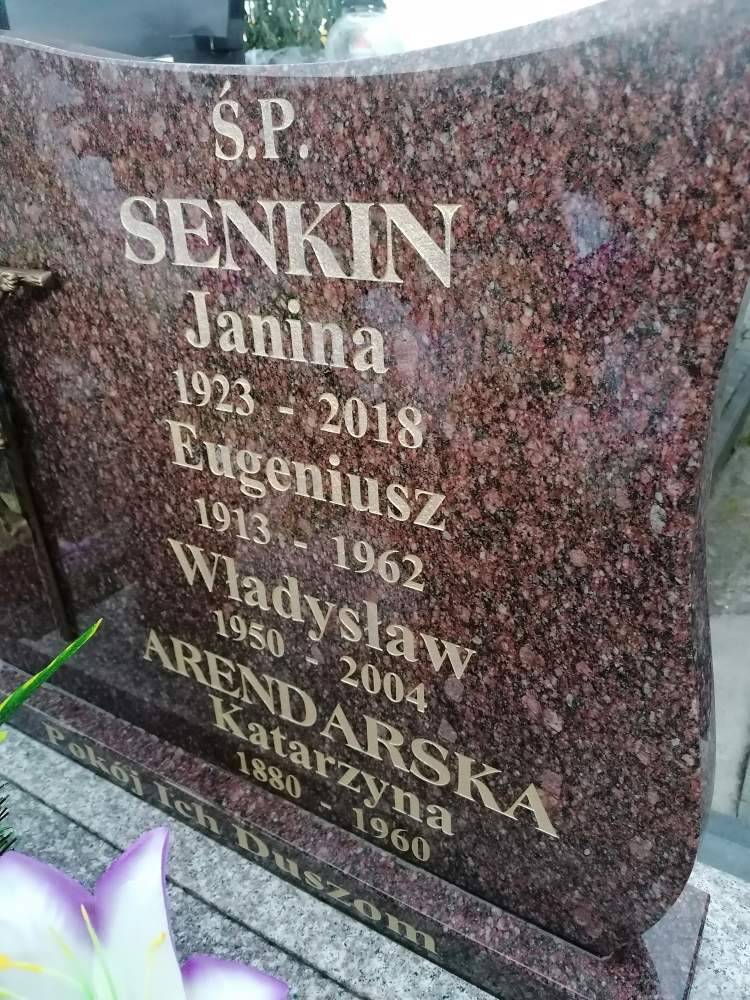 Ś.P.
SENKIN
Janina
1923 - 2018
Eugeniusz
1913 - 1962
Władysław
1950 - 2004
ARENDARSKA
Katarzyna
1880 - 1960
Pokój Ich Duszom